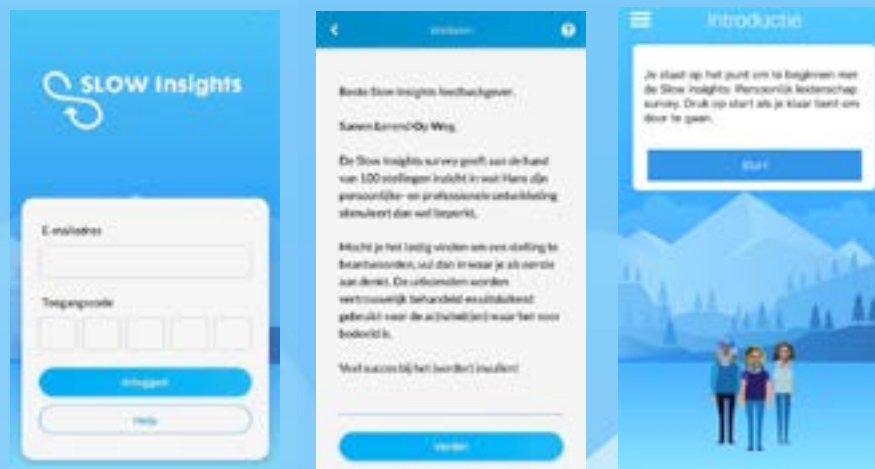 SLOW Insights
E-mailadres
Toegangscode
Inloggen
Help
Welkom
Beste Slow Insights feedbackgever,
Samen Lerend Op Weg
De Slow Insights survey geeft aan de hand
van 100 stellingen inzicht in wat Hans zijn
persoonlijke- en professionele ontwikkeling
stimuleert dan wel beperkt.
Mocht je het lastig vinden om een stelling te
beantwoorden, vul dan in waar je als eerste
aan denkt. De uitkomsten worden
vertrouwelijk behandeld en uitsluitend
gebruikt voor de activiteit(en) waar het voor
bedoeld is.
Veel succes bij het (verder) invullen!
Verder
Introductie
Je staat op het punt om te beginnen met
de Slow Insights: Persoonlijk leiderschap
survey. Druk op start als je klaar bent om
door te gaan.
Start